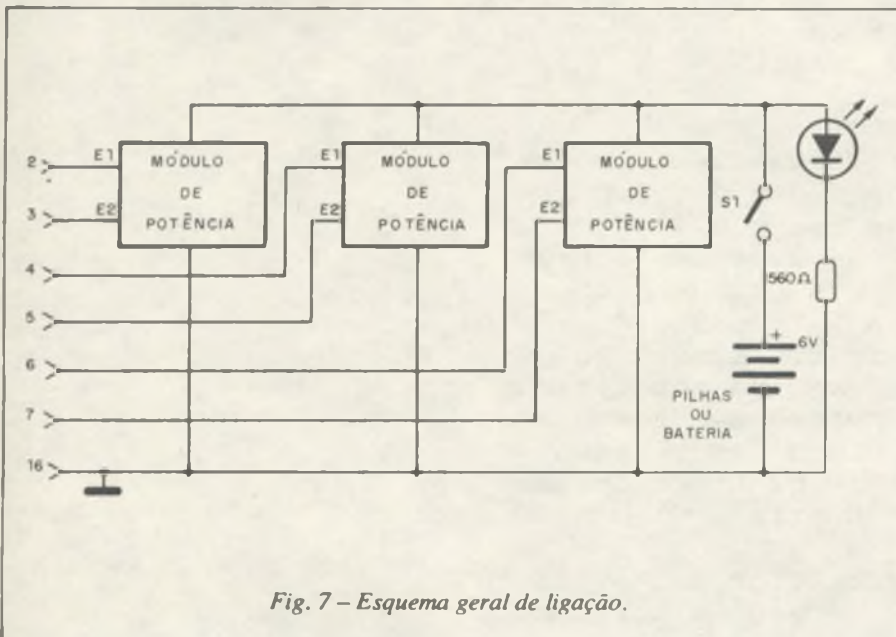 2
3
4
5
6
7
16
E1
E2
MÓDULO
DE
POTÊNCIA
E1
E2
MÓDULO
DE
POTÊNCIA
E1
E2
MÓDULO
DE
POTÊNCIA
S1
560Ω
+
6V
PILHAS
OU
BATERIA
Fig. 7 – Esquema geral de ligação.